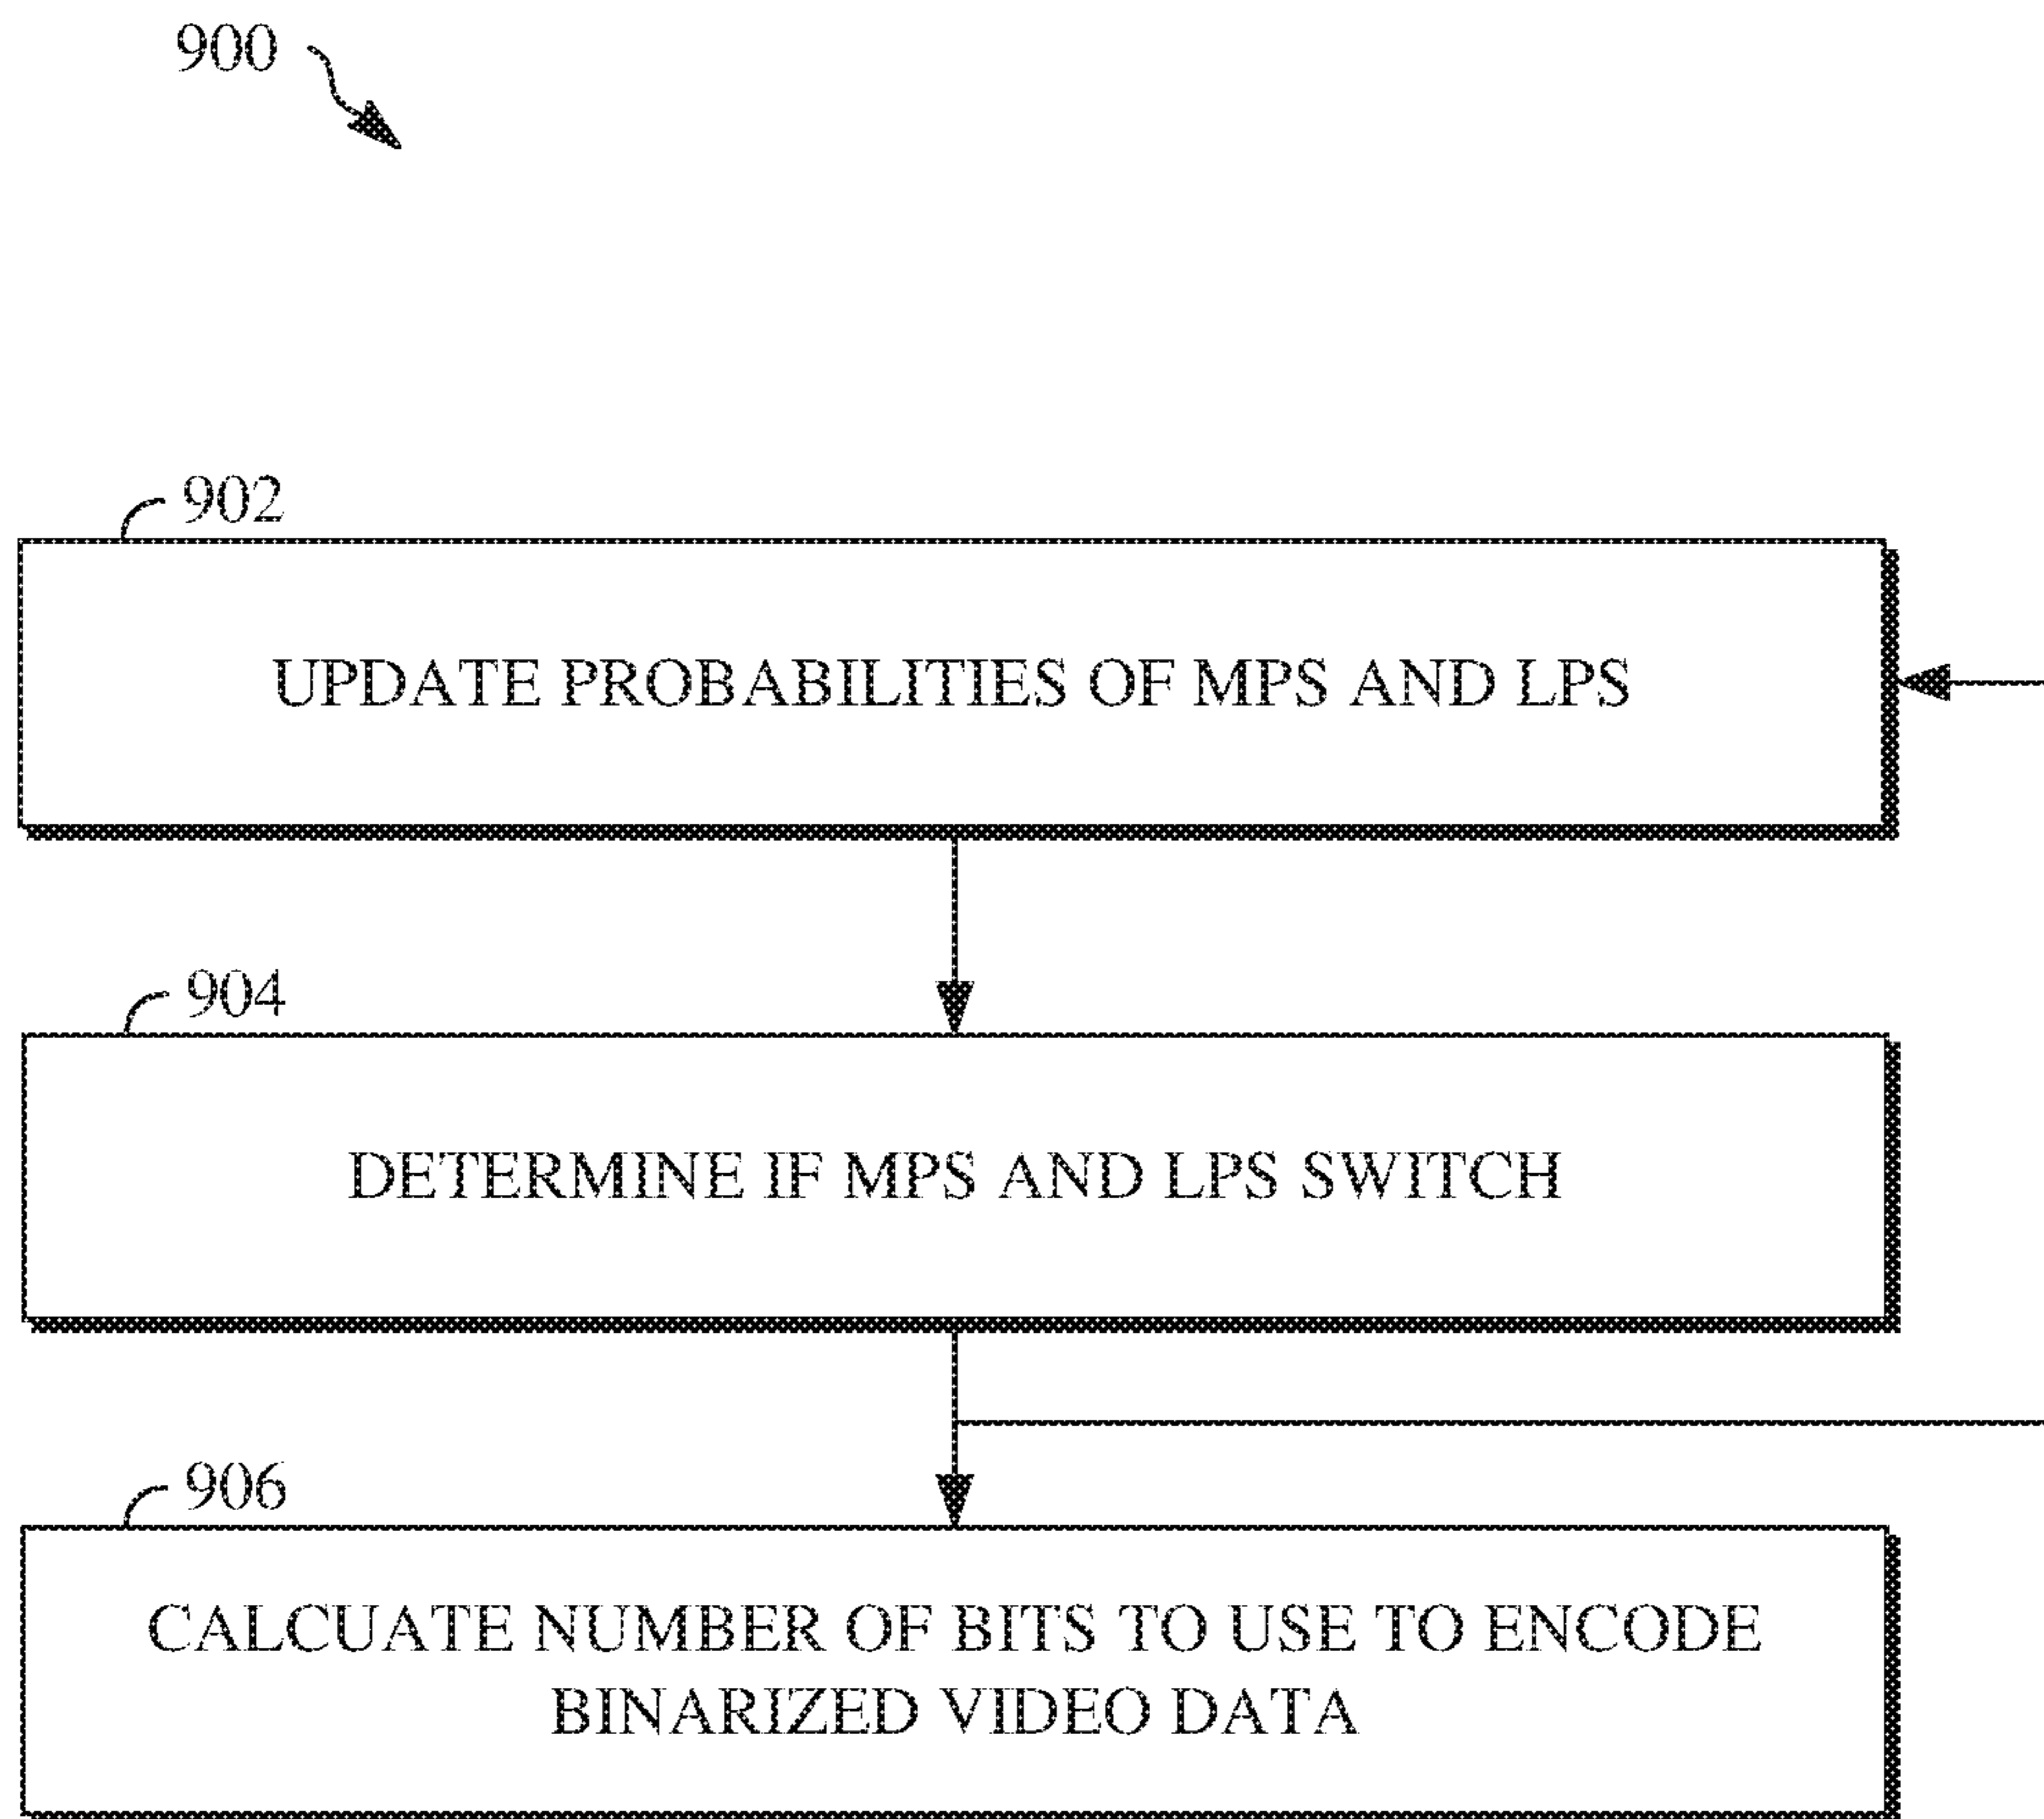 900
902
UPDATE PROBABILITIES OF MPS AND LPS
904
DETERMINE IF MPS AND LPS SWITCH
906
CALCUATE NUMBER OF BITS TO USE TO ENCODE
BINARIZED VIDEO DATA